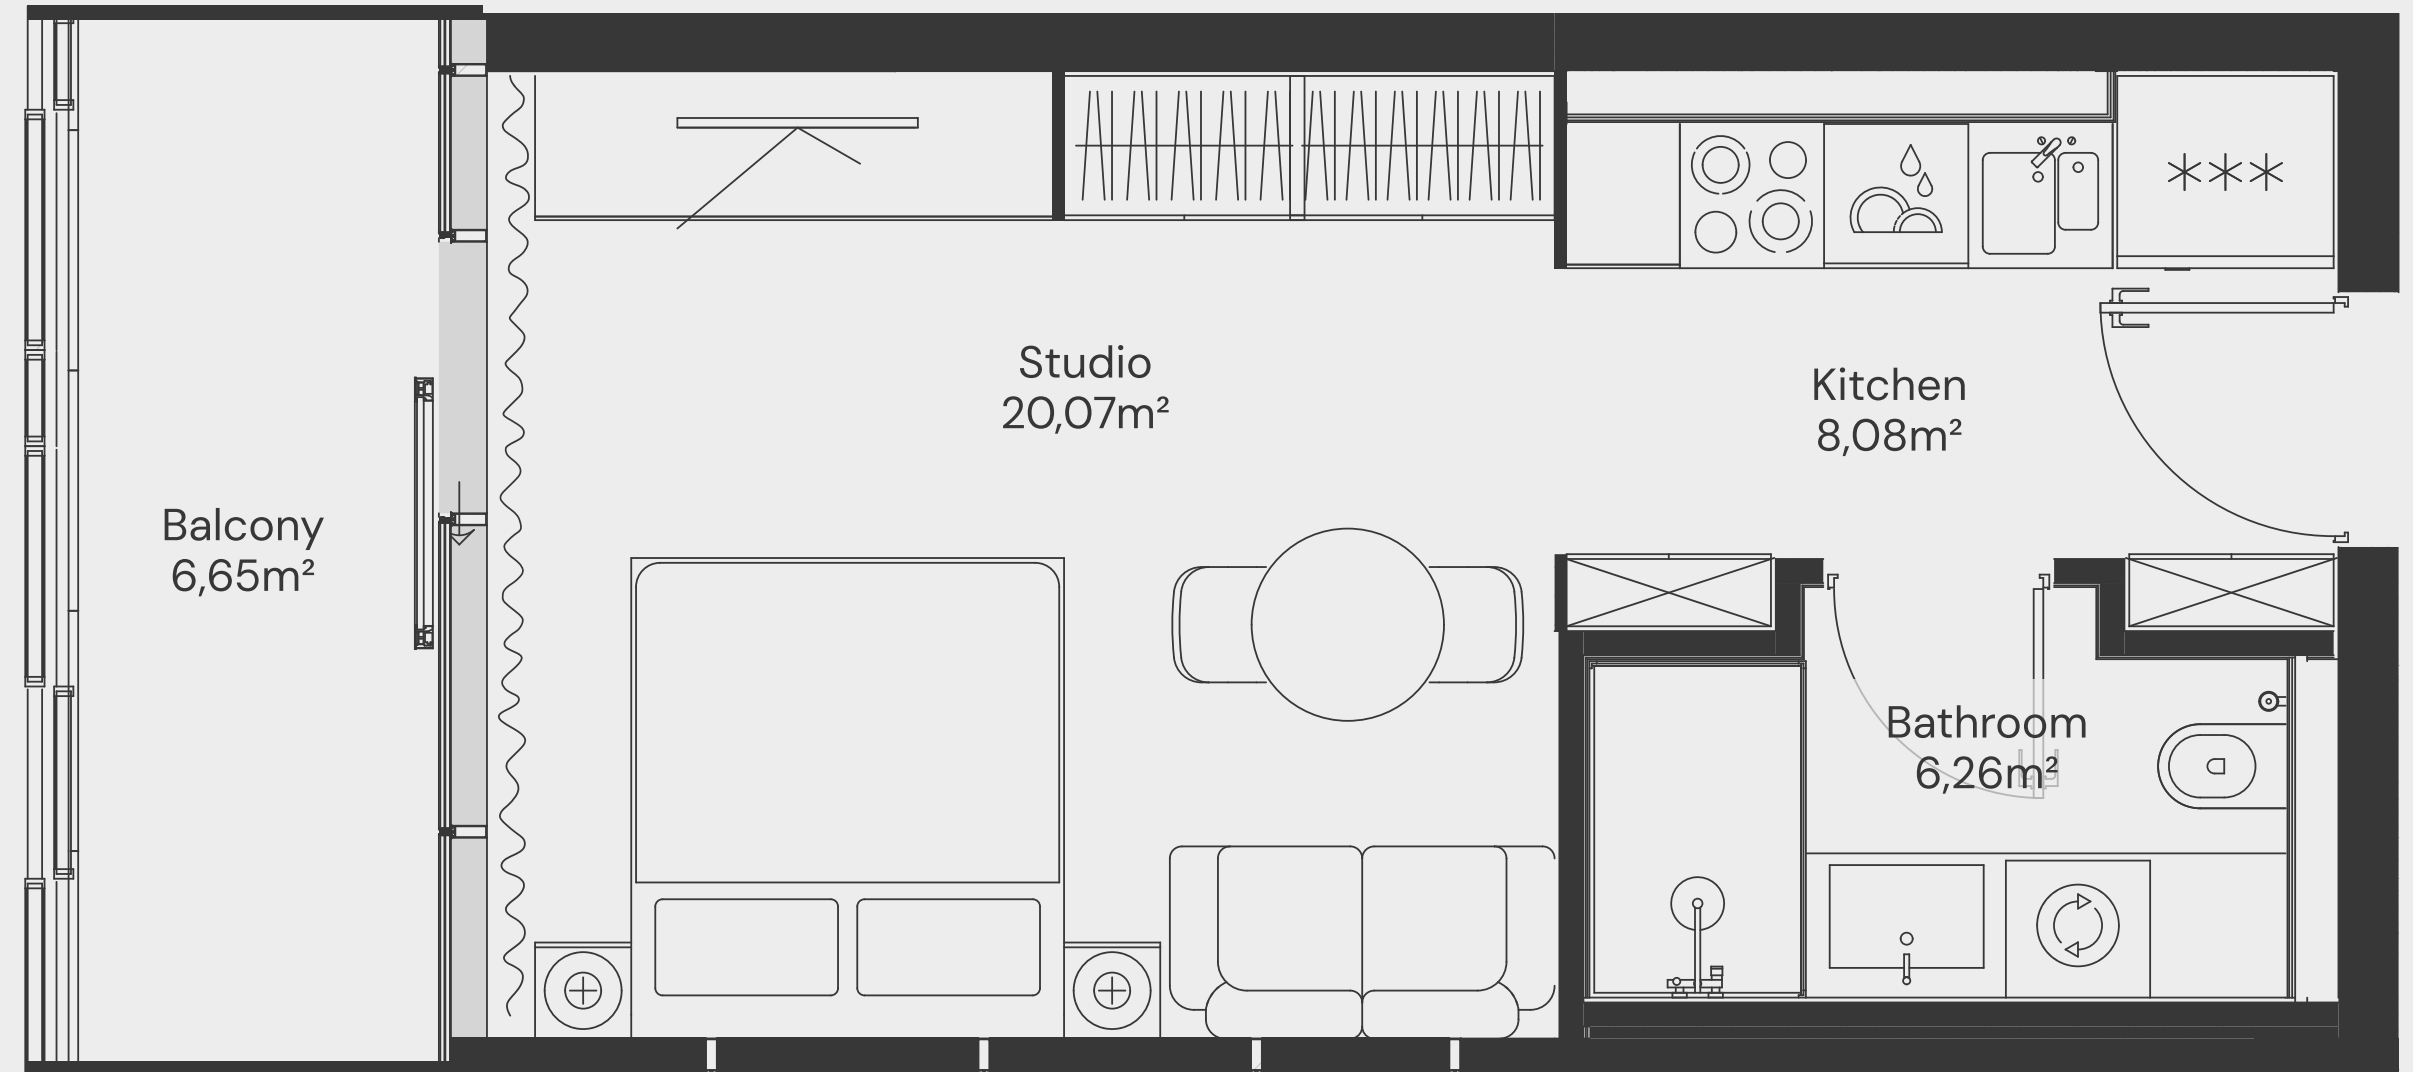 Studio
20,07m²
Kitchen
8,08m²
Balcony
6,65m²
Bathroom
6,26m²